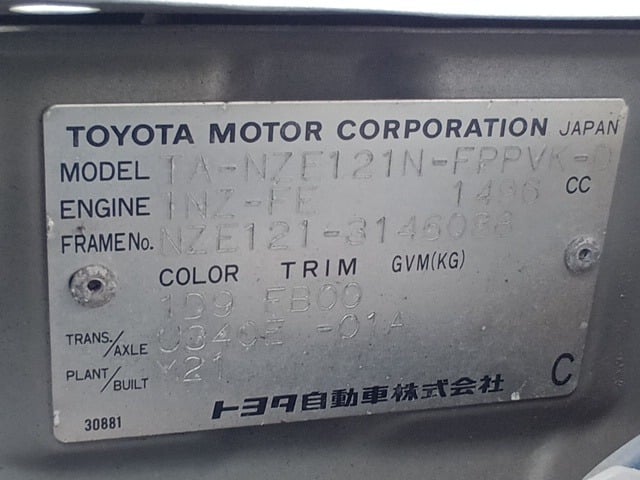 TOYOTA MOTOR CORPORATION JAPAN
MODEL TA-NZE121N-FPPVK-D
ENGINE 1NZ-FE 1496 CC
FRAME No. NZE121-3146088
COLOR TRIM GVM(KG)
1D9 FB00
TRANS./AXLE U340E -01A
PLANT/BUILT Y21
C
トヨタ自動車株式会社
30881